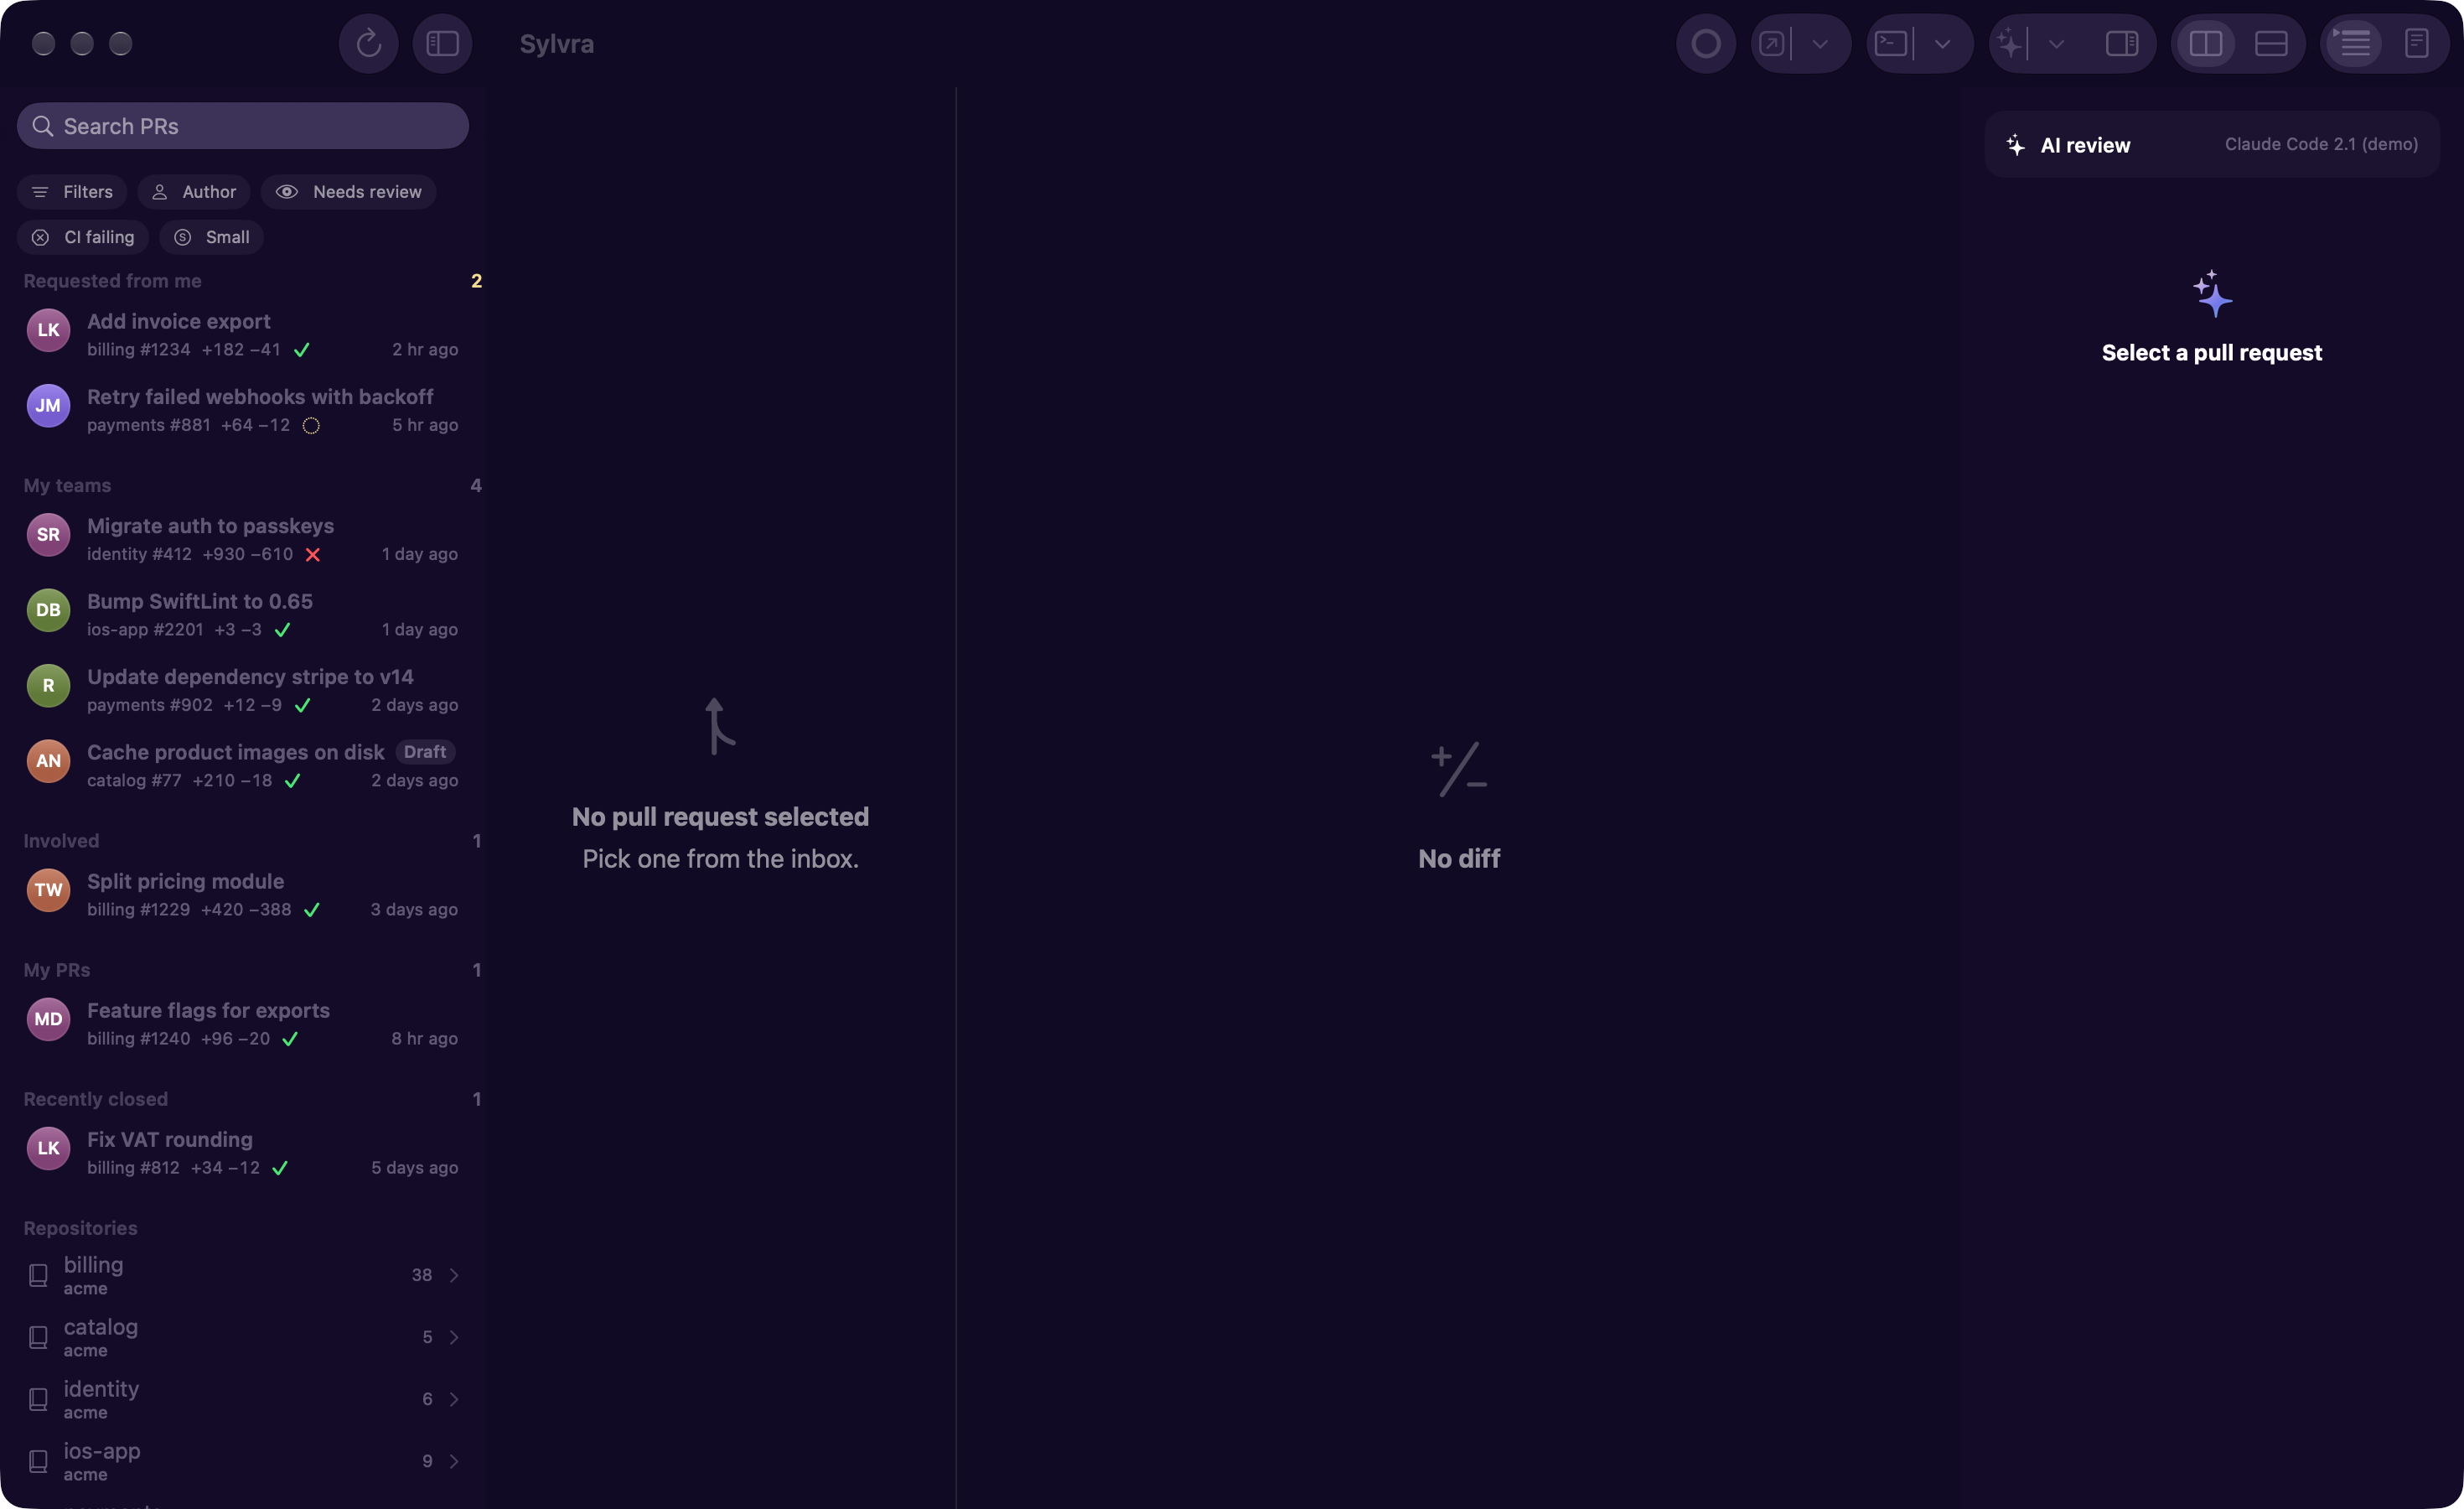 Sylvra
Search PRs
Filters
Author
Needs review
CI failing
Small
Requested from me 2
LK Add invoice export
billing #1234 +182 −41 2 hr ago
JM Retry failed webhooks with backoff
payments #881 +64 −12 5 hr ago
My teams 4
SR Migrate auth to passkeys
identity #412 +930 −610 1 day ago
DB Bump SwiftLint to 0.65
ios-app #2201 +3 −3 1 day ago
R Update dependency stripe to v14
payments #902 +12 −9 2 days ago
AN Cache product images on disk Draft
catalog #77 +210 −18 2 days ago
Involved 1
TW Split pricing module
billing #1229 +420 −388 3 days ago
My PRs 1
MD Feature flags for exports
billing #1240 +96 −20 8 hr ago
Recently closed 1
LK Fix VAT rounding
billing #812 +34 −12 5 days ago
Repositories
billing 38
acme
catalog 5
acme
identity 6
acme
ios-app 9
acme
No pull request selected
Pick one from the inbox.
No diff
AI review Claude Code 2.1 (demo)
Select a pull request